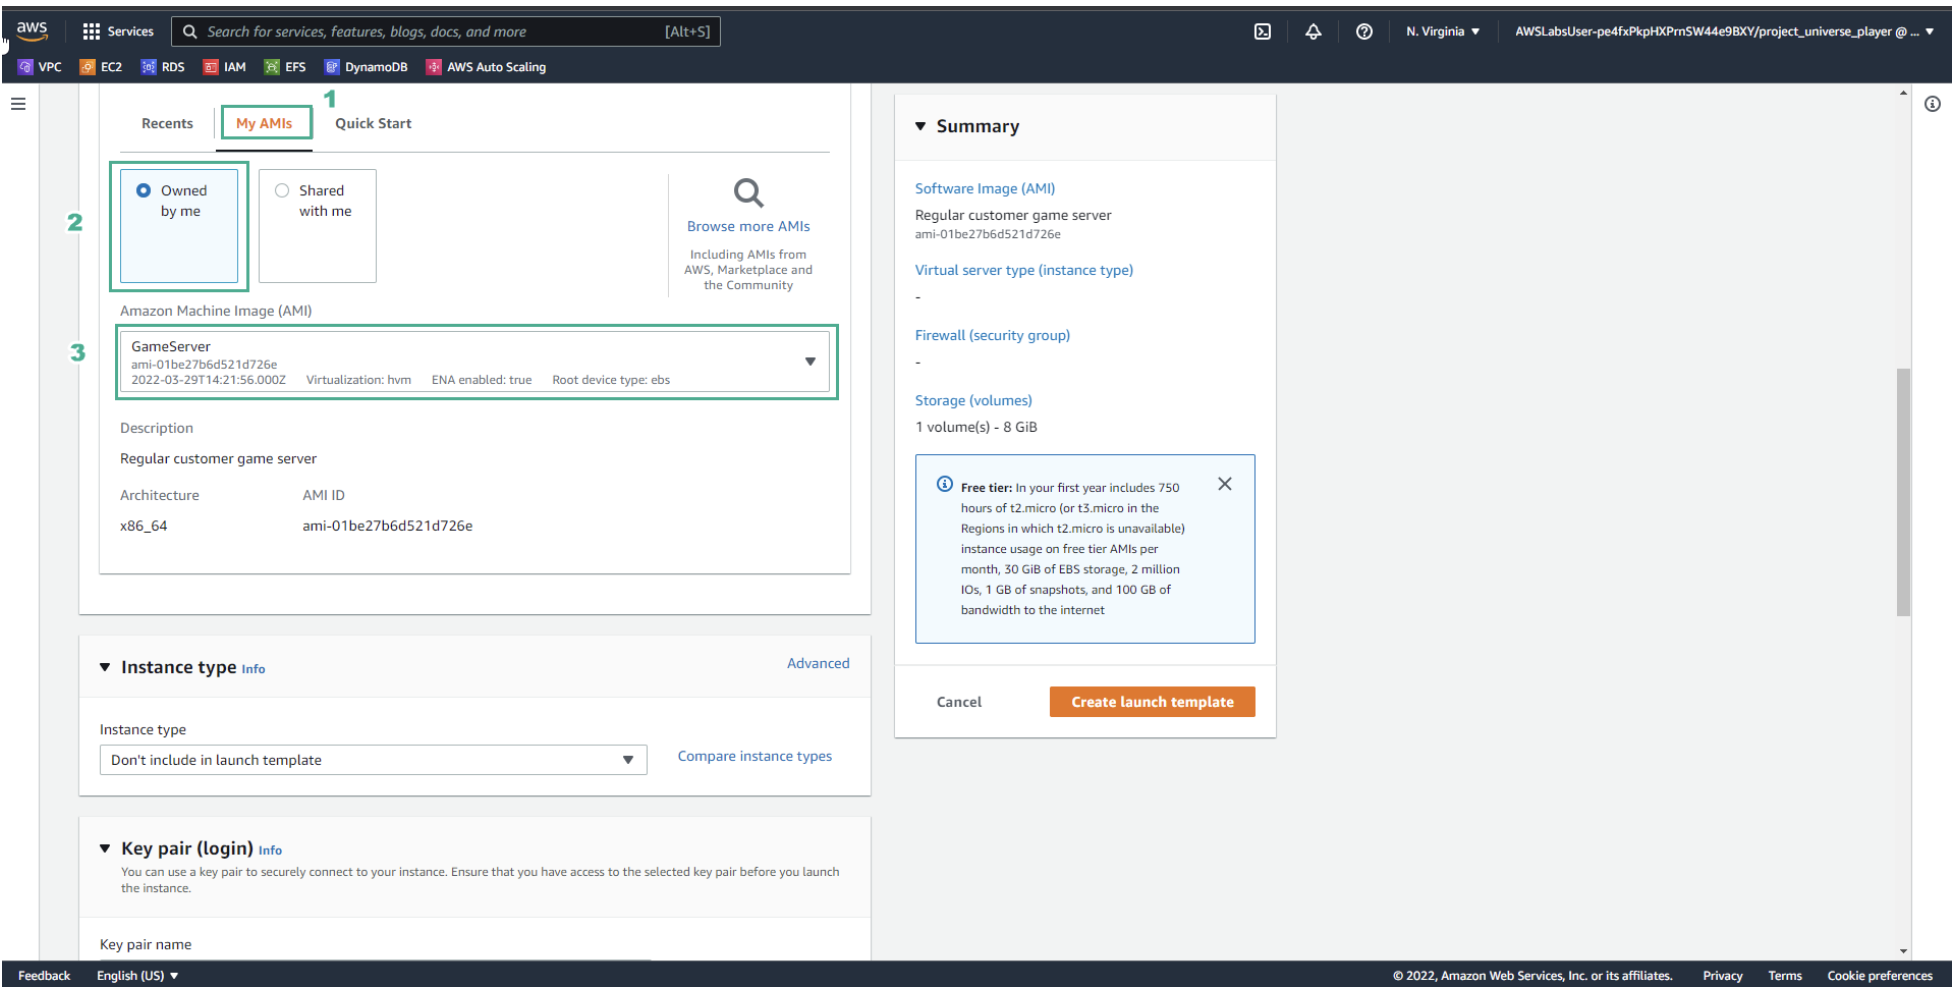 aws
Services
Search for services, features, blogs, docs, and more [Alt+S]
N. Virginia ▼
AWSLabsUser-pe4fxPkpHXPrnSW44e9BXY/project_universe_player @ ... ▼
VPC EC2 RDS IAM EFS DynamoDB AWS Auto Scaling
1
Recents My AMIs Quick Start
2
Owned
by me
Shared
with me
Browse more AMIs
Including AMIs from
AWS, Marketplace and
the Community
Amazon Machine Image (AMI)
3
GameServer
ami-01be27b6d521d726e
2022-03-29T14:21:56.000Z Virtualization: hvm ENA enabled: true Root device type: ebs
Description
Regular customer game server
Architecture AMI ID
x86_64 ami-01be27b6d521d726e
Instance type Info
Advanced
Instance type
Don't include in launch template
Compare instance types
Key pair (login) Info
You can use a key pair to securely connect to your instance. Ensure that you have access to the selected key pair before you launch
the instance.
Key pair name
Summary
Software Image (AMI)
Regular customer game server
ami-01be27b6d521d726e
Virtual server type (instance type)
-
Firewall (security group)
-
Storage (volumes)
1 volume(s) - 8 GiB
Free tier: In your first year includes 750
hours of t2.micro (or t3.micro in the
Regions in which t2.micro is unavailable)
instance usage on free tier AMIs per
month, 30 GiB of EBS storage, 2 million
IOs, 1 GB of snapshots, and 100 GB of
bandwidth to the internet
Cancel
Create launch template
Feedback English (US) ▼
© 2022, Amazon Web Services, Inc. or its affiliates. Privacy Terms Cookie preferences